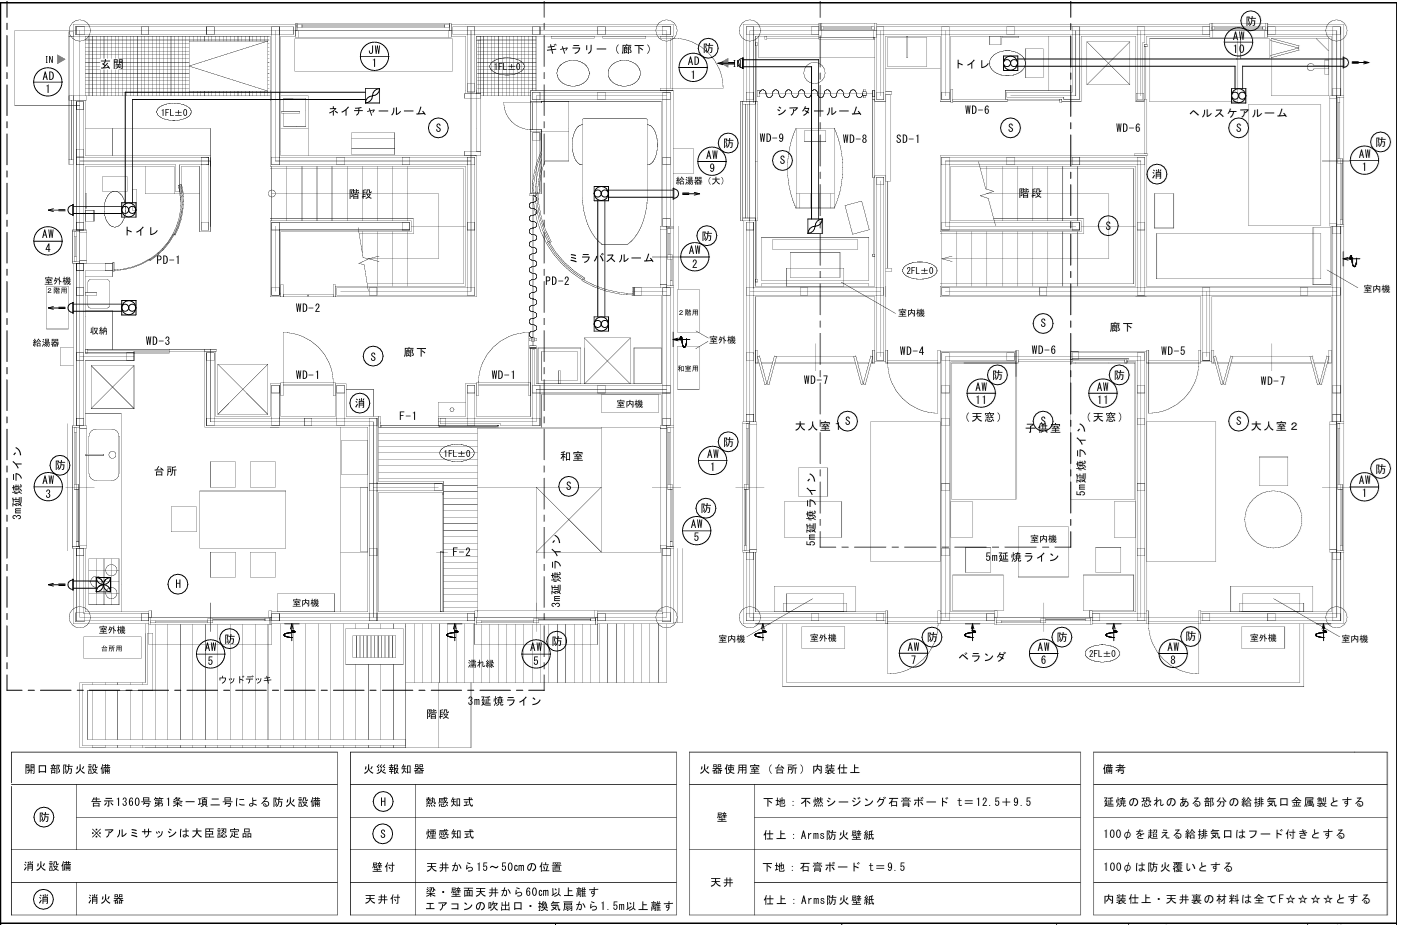 玄関
IN
AD
1
JW
1
1FL±0
ギャラリー（廊下）
防
AD
1
1FL±0
ネイチャールーム
S
防
AW
9
給湯器（大）
階段
トイレ
AW
4
PD-1
室外機
2階用
収納
給湯器
WD-3
WD-2
ミラバスルーム
PD-2
防
AW
2
2階用
室外機
和室用
S
廊下
WD-1
WD-1
消
F-1
室内機
1FL±0
和室
S
防
AW
1
台所
防
AW
3
3m延焼ライン
防
AW
5
F-2
3m延焼ライン
H
室内機
室外機
台所用
防
AW
5
防
AW
5
濡れ縁
ウッドデッキ
3m延焼ライン
階段
シアタールーム
WD-9
WD-8
S
SD-1
トイレ
WD-6
S
WD-6
防
AW
10
ヘルスケアルーム
S
防
AW
1
消
階段
S
2FL±0
室内機
室内機
S
廊下
WD-4
WD-6
WD-5
WD-7
WD-7
防
AW
11
(天窓)
防
AW
11
(天窓)
大人室1
S
子供室
S
S
大人室2
5m延焼ライン
5m延焼ライン
防
AW
1
室内機
5m延焼ライン
室内機
室外機
防
AW
7
ベランダ
防
AW
6
2FL±0
防
AW
8
室外機
室内機
開口部防火設備
防
告示1360号第1条一項二号による防火設備
※アルミサッシは大臣認定品
消火設備
消
消火器
火災報知器
H
熱感知式
S
煙感知式
壁付
天井から15～50㎝の位置
天井付
梁・壁面天井から60㎝以上離す
エアコンの吹出口・換気扇から1.5m以上離す
火器使用室（台所）内装仕上
壁
下地：不燃シージング石膏ボード t＝12.5＋9.5
仕上：Arms防火壁紙
天井
下地：石膏ボード t＝9.5
仕上：Arms防火壁紙
備考
延焼の恐れのある部分の給排気口金属製とする
100φを超える給排気口はフード付きとする
100φは防火覆いとする
内装仕上・天井裏の材料は全てF☆☆☆☆とする